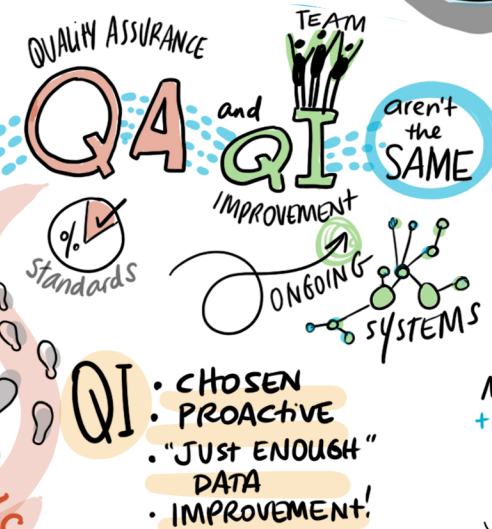 TEAM
QUALITY ASSURANCE
QA and QI
aren't
the
SAME
IMPROVEMENT
%
standards
ONGOING
SYSTEMS
QI
• CHOSEN
• PROACTIVE
• "JUST ENOUGH"
DATA
• IMPROVEMENT!
+